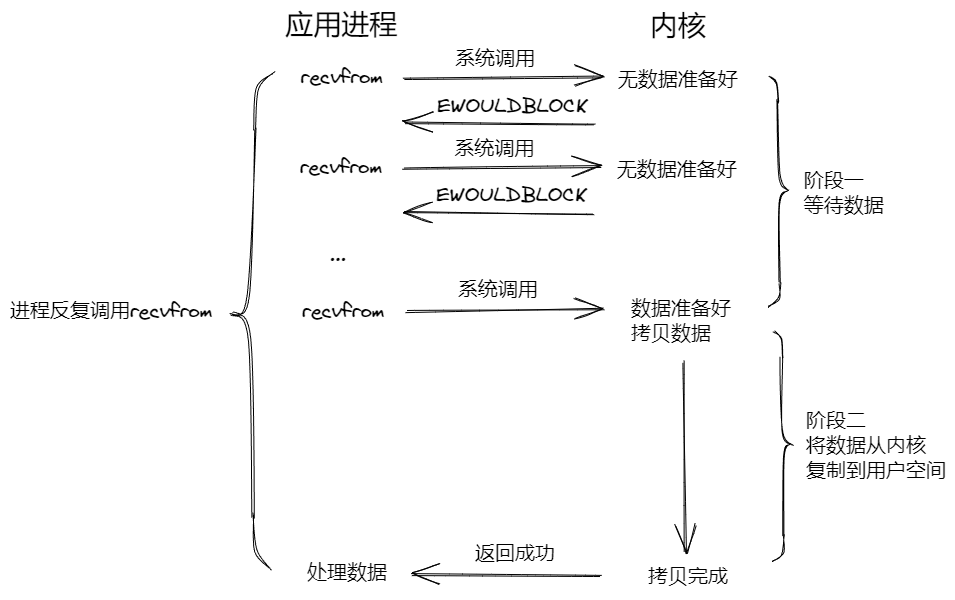 应用进程
内核
系统调用
recvfrom
无数据准备好
EWOULDBLOCK
系统调用
recvfrom
无数据准备好
EWOULDBLOCK
阶段一
等待数据
...
系统调用
进程反复调用recvfrom
recvfrom
数据准备好
拷贝数据
阶段二
将数据从内核
复制到用户空间
返回成功
处理数据
拷贝完成